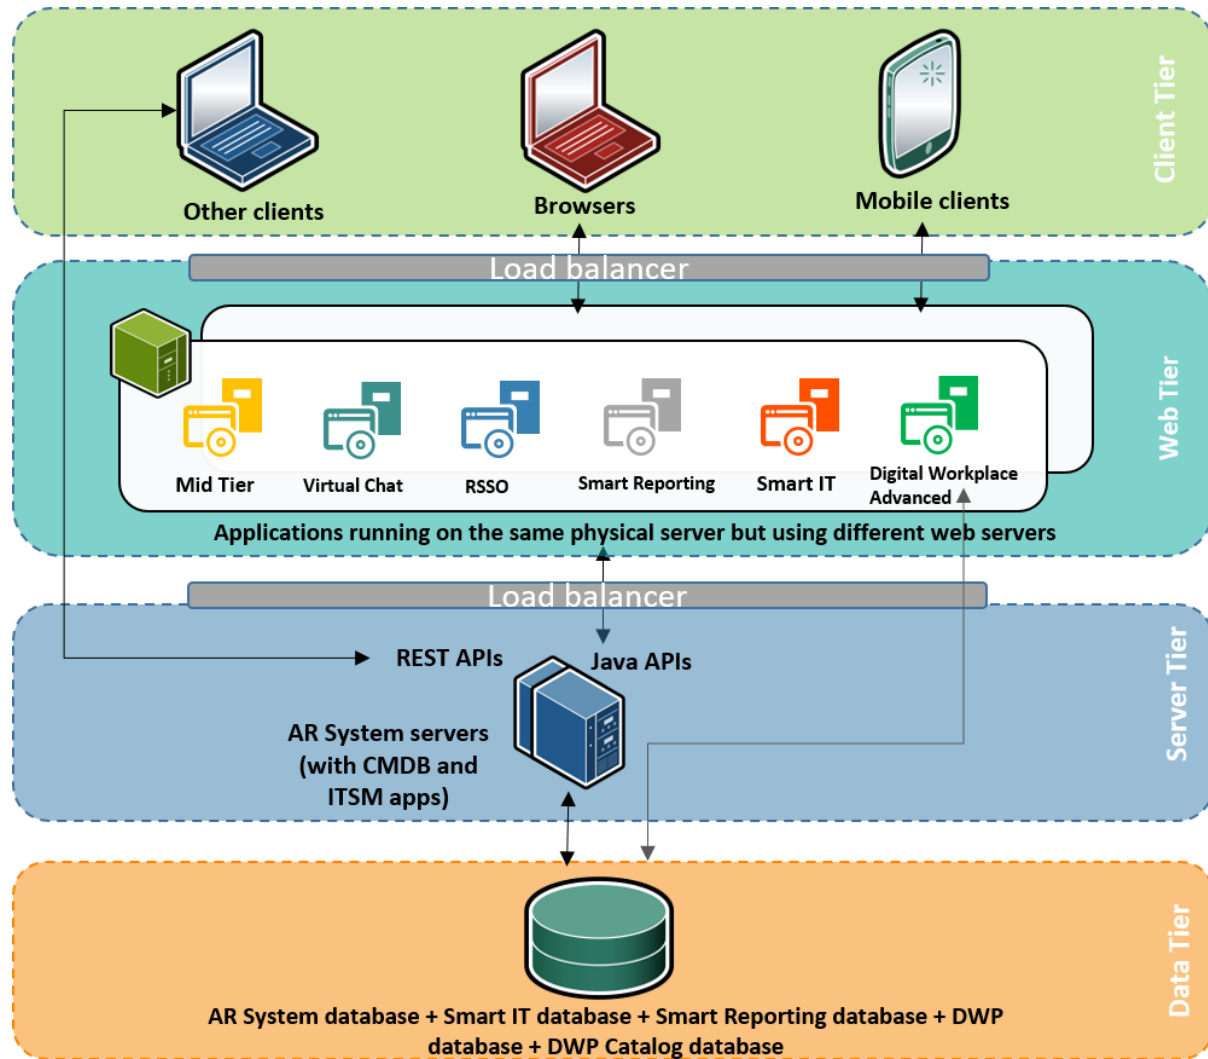 Client Tier
Other clients
Browsers
Mobile clients
Load balancer
Web Tier
Mid Tier
Virtual Chat
RSSO
Smart Reporting
Smart IT
Digital Workplace
Advanced
Applications running on the same physical server but using different web servers
Load balancer
Server Tier
REST APIs
Java APIs
AR System servers
(with CMDB and
ITSM apps)
Data Tier
AR System database + Smart IT database + Smart Reporting database + DWP
database + DWP Catalog database